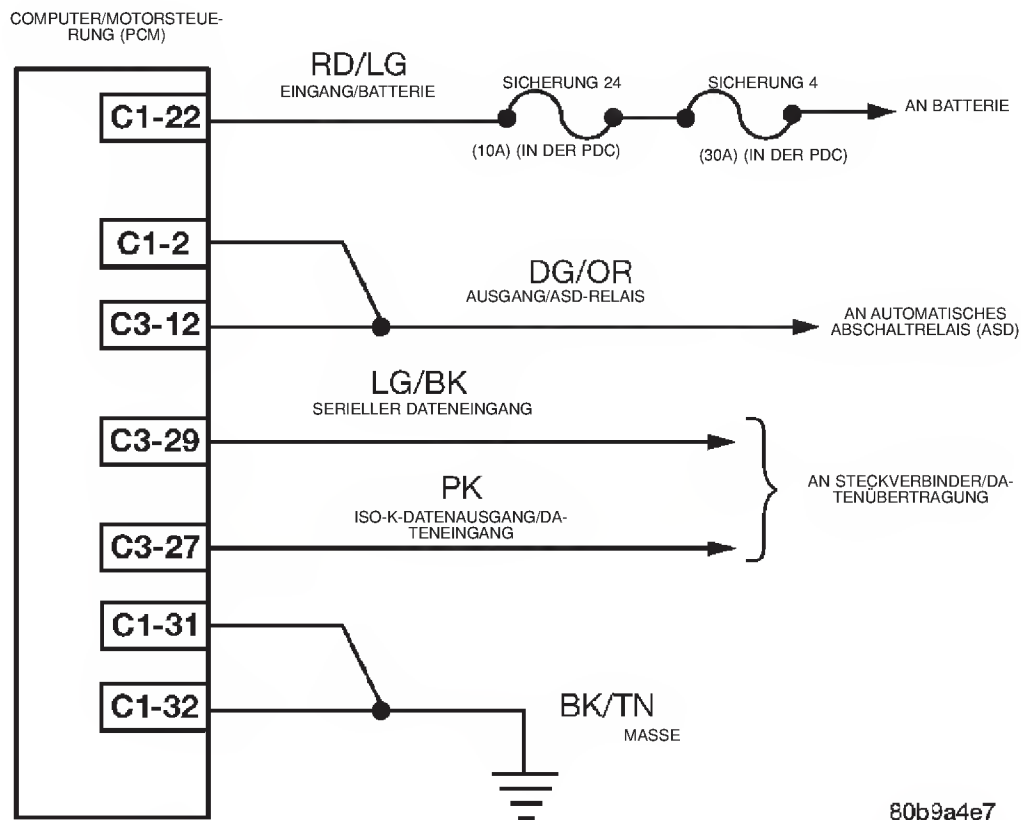 COMPUTER/MOTORSTEUE-
RUNG (PCM)
RD/LG
EINGANG/BATTERIE
SICHERUNG 24
SICHERUNG 4
C1-22
AN BATTERIE
(10A) (IN DER PDC)
(30A) (IN DER PDC)
C1-2
DG/OR
AUSGANG/ASD-RELAIS
C3-12
AN AUTOMATISCHES
ABSCHALTRELAIS (ASD)
LG/BK
SERIELLER DATENEINGANG
C3-29
PK
ISO-K-DATENAUSGANG/DA-
TENEINGANG
AN STECKVERBINDER/DA-
TENÜBERTRAGUNG
C3-27
C1-31
C1-32
BK/TN
MASSE
80b9a4e7